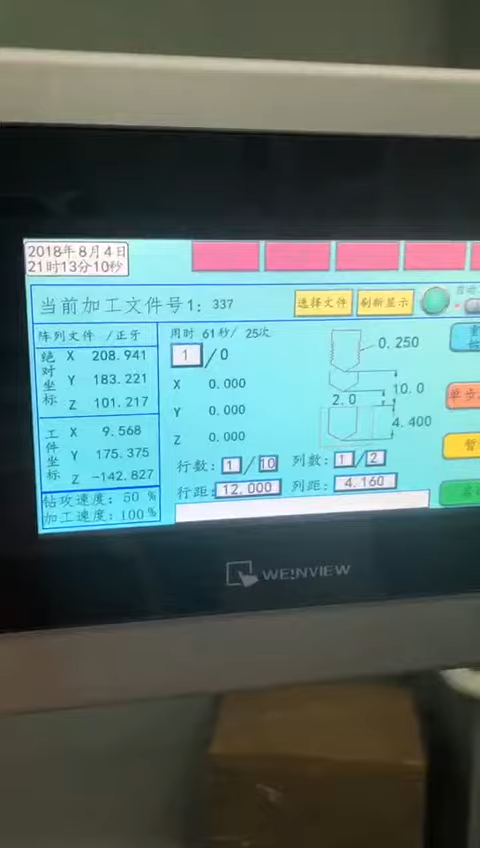 2018年8月4日
21时13分10秒
当前加工文件号1: 337
选择文件
刷新显示
阵列文件 /正牙
绝对坐标
X 208.941
Y 183.221
Z 101.217
工件坐标
X 9.568
Y 175.375
Z -142.827
钻攻速度: 50 %
加工速度: 100%
用时 61秒/ 25次
1 /0
X 0.000
Y 0.000
Z 0.000
行数: 1 / 10 列数: 1 / 2
行距: 12.000 列距: 4.160
0.250
10.0
2.0
4.400
单步
暂
WEINVIEW